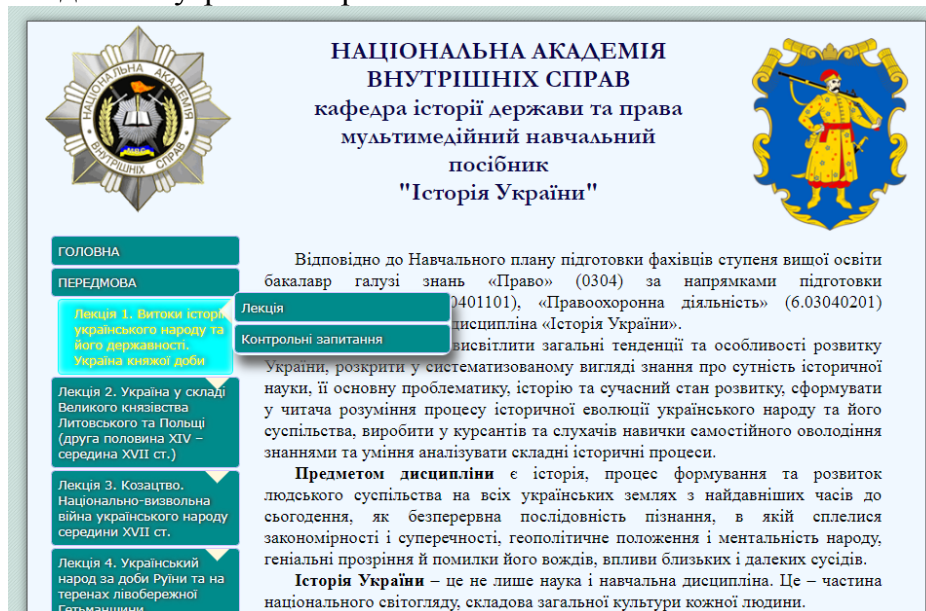 НАЦІОНАЛЬНА АКАДЕМІЯ
ВНУТРІШНІХ СПРАВ
кафедра історії держави та права
мультимедійний навчальний
посібник
"Історія України"
НАЦІОНАЛЬНА АКАДЕМІЯ
ВНУТРІШНІХ СПРАВ
ГОЛОВНА
ПЕРЕДМОВА
Лекція 1. Витоки історії
українського народу та
його державності.
Україна княжої доби
Лекція
Контрольні запитання
Лекція 2. Україна у складі
Великого князівства
Литовського та Польщі
(друга половина XIV –
середина XVII ст.)
Лекція 3. Козацтво.
Національно-визвольна
війна українського народу
середини XVII ст.
Лекція 4. Український
народ за доби Руїни та на
теренах лівобережної
Гетьманщини
Відповідно до Навчального плану підготовки фахівців ступеня вищої освіти
бакалавр галузі знань «Право» (0304) за напрямками підготовки
0401101), «Правоохоронна діяльність» (6.03040201)
дисципліна «Історія України».
висвітлити загальні тенденції та особливості розвитку
України, розкрити у систематизованому вигляді знання про сутність історичної
науки, її основну проблематику, історію та сучасний стан розвитку, сформувати
у читача розуміння процесу історичної еволюції українського народу та його
суспільства, виробити у курсантів та слухачів навички самостійного оволодіння
знаннями та уміння аналізувати складні історичні процеси.
Предметом дисципліни є історія, процес формування та розвиток
людського суспільства на всіх українських землях з найдавніших часів до
сьогодення, як безперервна послідовність пізнання, в якій сплелися
закономірності і суперечності, геополітичне положення і ментальність народу,
геніальні прозріння й помилки його вождів, впливи близьких і далеких сусідів.
Історія України – це не лише наука і навчальна дисципліна. Це – частина
національного світогляду, складова загальної культури кожної людини.